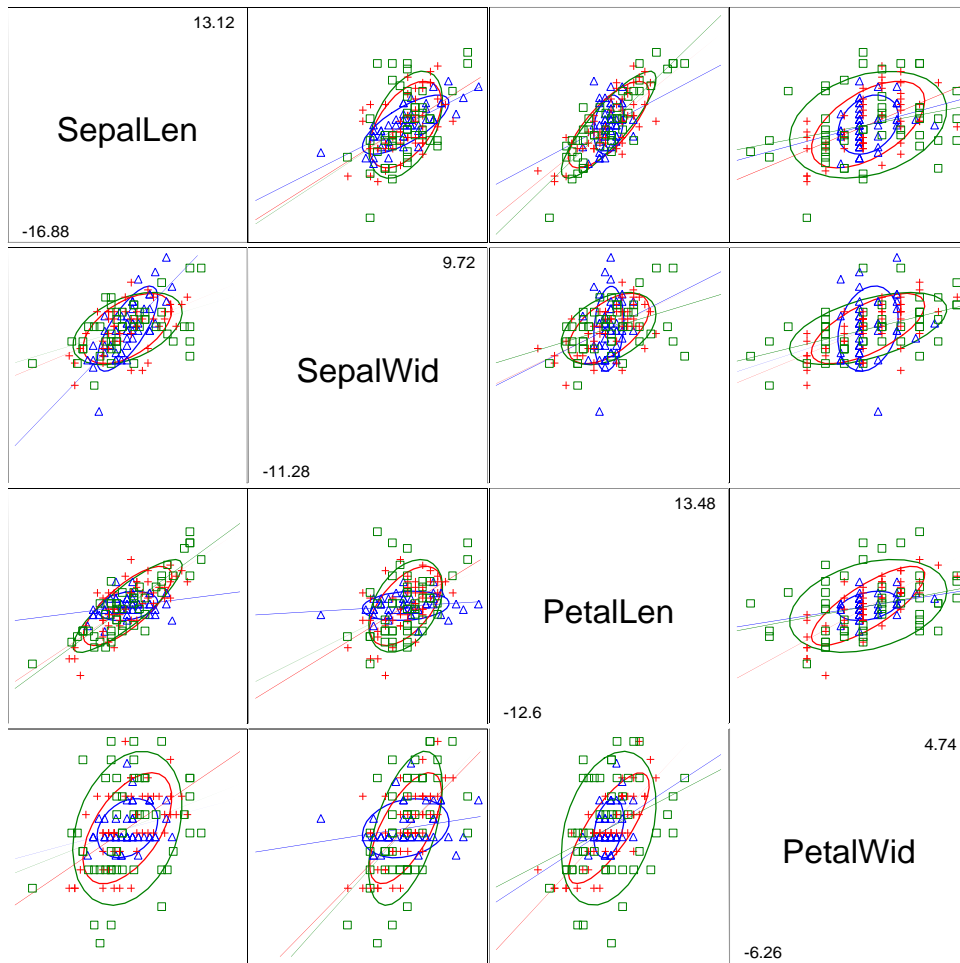 13.12
SepalLen
-16.88
9.72
SepalWid
-11.28
13.48
PetalLen
-12.6
4.74
PetalWid
-6.26